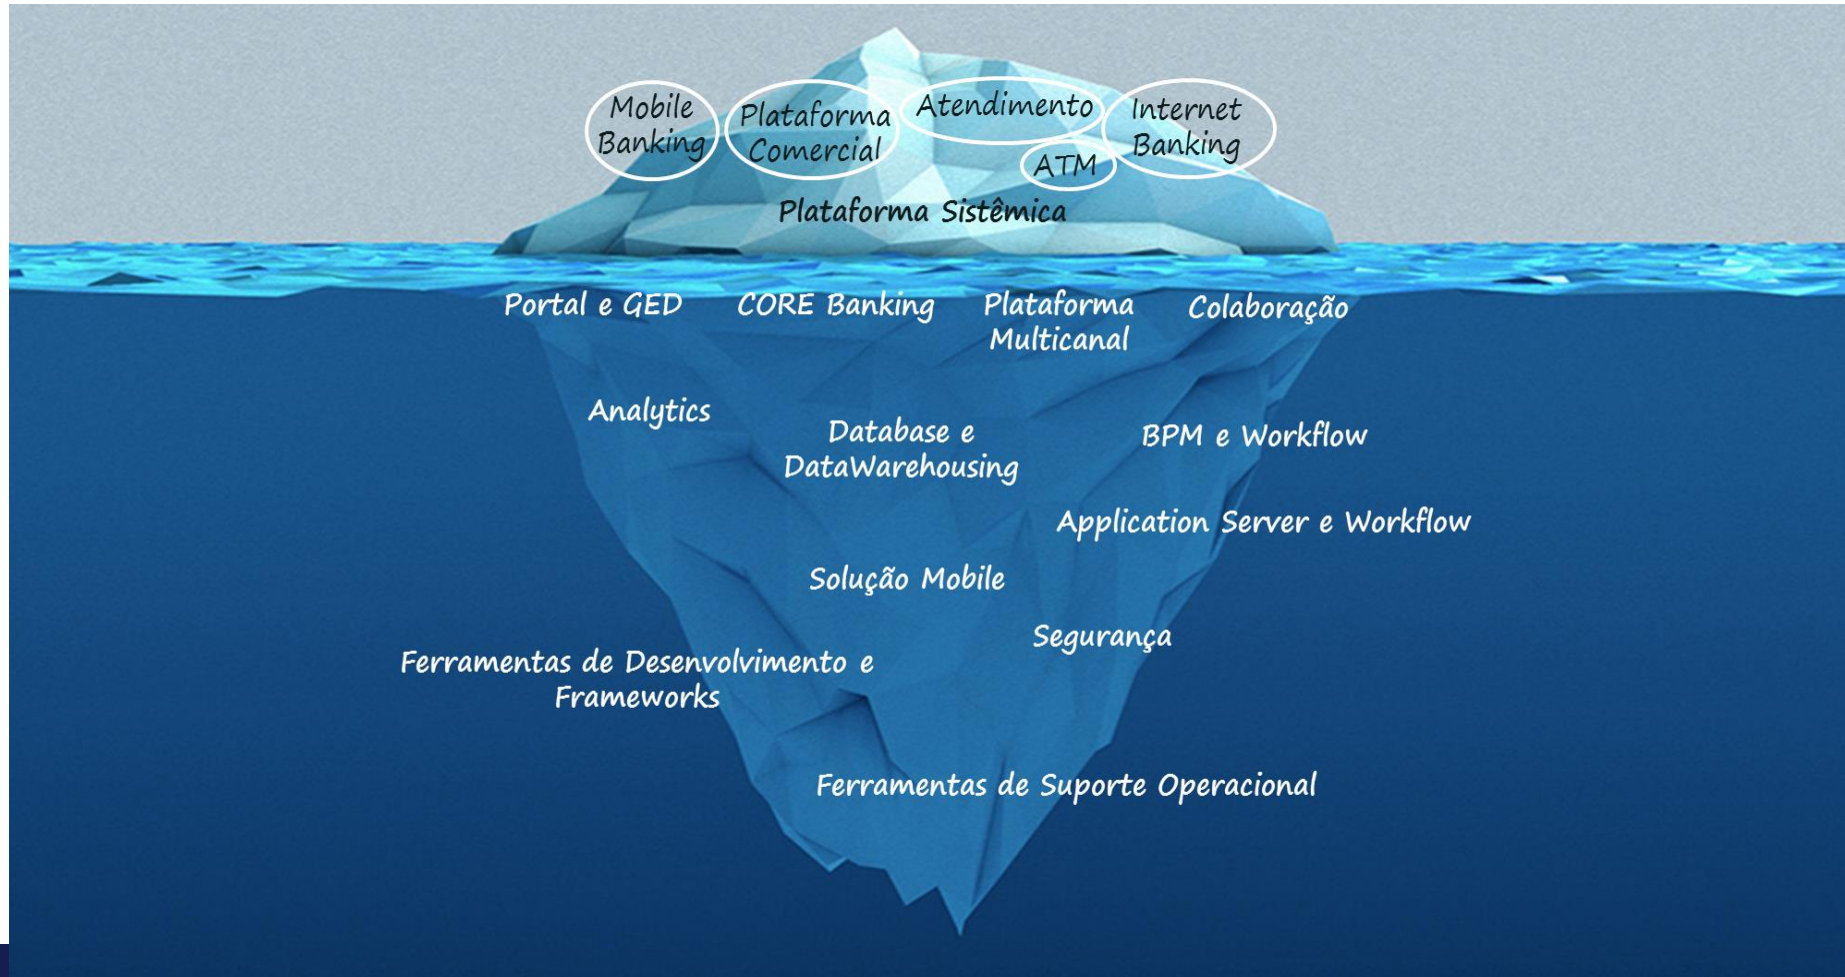 Mobile
Banking
Plataforma
Comercial
Atendimento
ATM
Internet
Banking
Plataforma Sistêmica
Portal e GED
CORE Banking
Plataforma
Multicanal
Colaboração
Analytics
Database e
DataWarehousing
BPM e Workflow
Application Server e Workflow
Solução Mobile
Segurança
Ferramentas de Desenvolvimento e
Frameworks
Ferramentas de Suporte Operacional